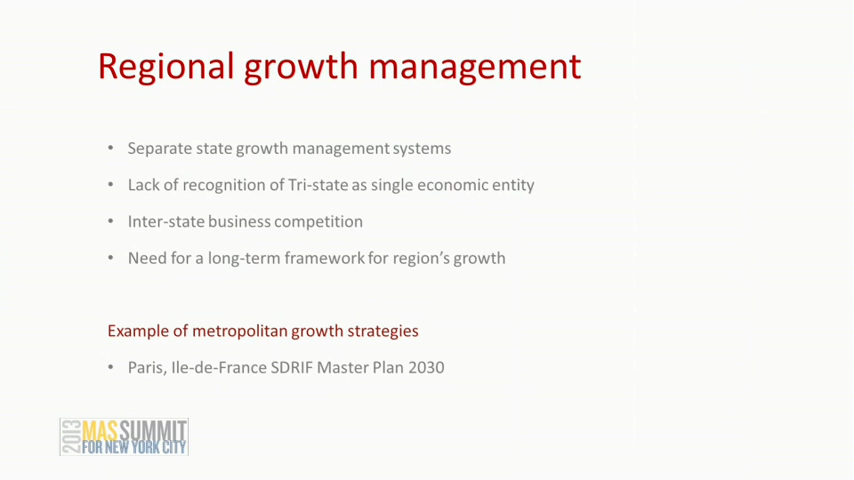 Regional growth management
• Separate state growth management systems
• Lack of recognition of Tri-state as single economic entity
• Inter-state business competition
• Need for a long-term framework for region's growth
Example of metropolitan growth strategies
• Paris, Ile-de-France SDRIF Master Plan 2030
2013 MAS SUMMIT
FOR NEW YORK CITY